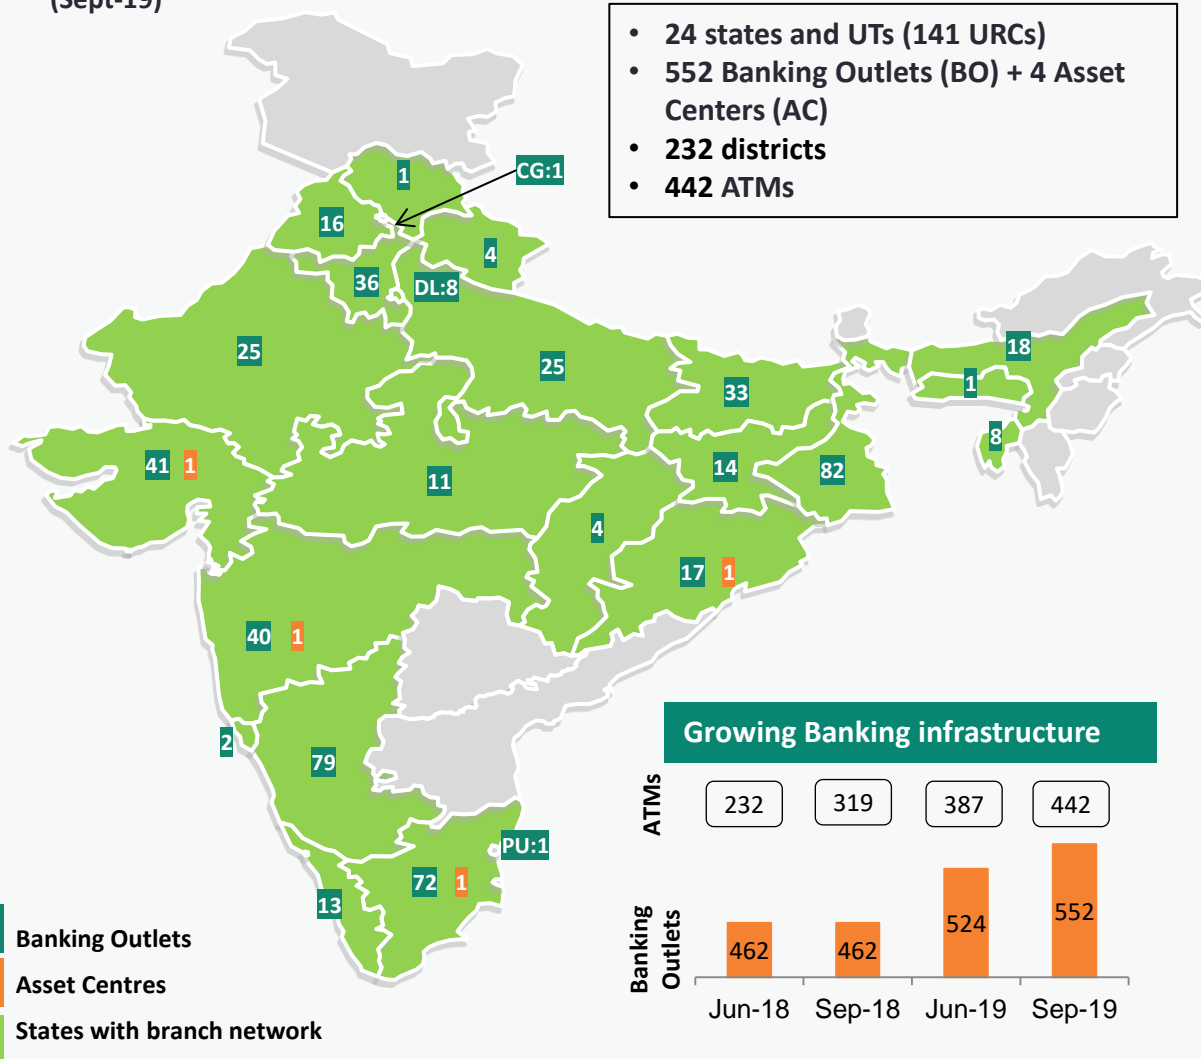 (Sept-19)
• 24 states and UTs (141 URCs)
• 552 Banking Outlets (BO) + 4 Asset
Centers (AC)
• 232 districts
• 442 ATMs
1
CG:1
16
4
36
DL:8
25
25
18
33
1
8
41 1
11
14
82
4
17 1
40 1
2
79
PU:1
72 1
13
Growing Banking infrastructure
ATMs
232 319 387 442
Banking
Outlets
462 462 524 552
Jun-18 Sep-18 Jun-19 Sep-19
Banking Outlets
Asset Centres
States with branch network